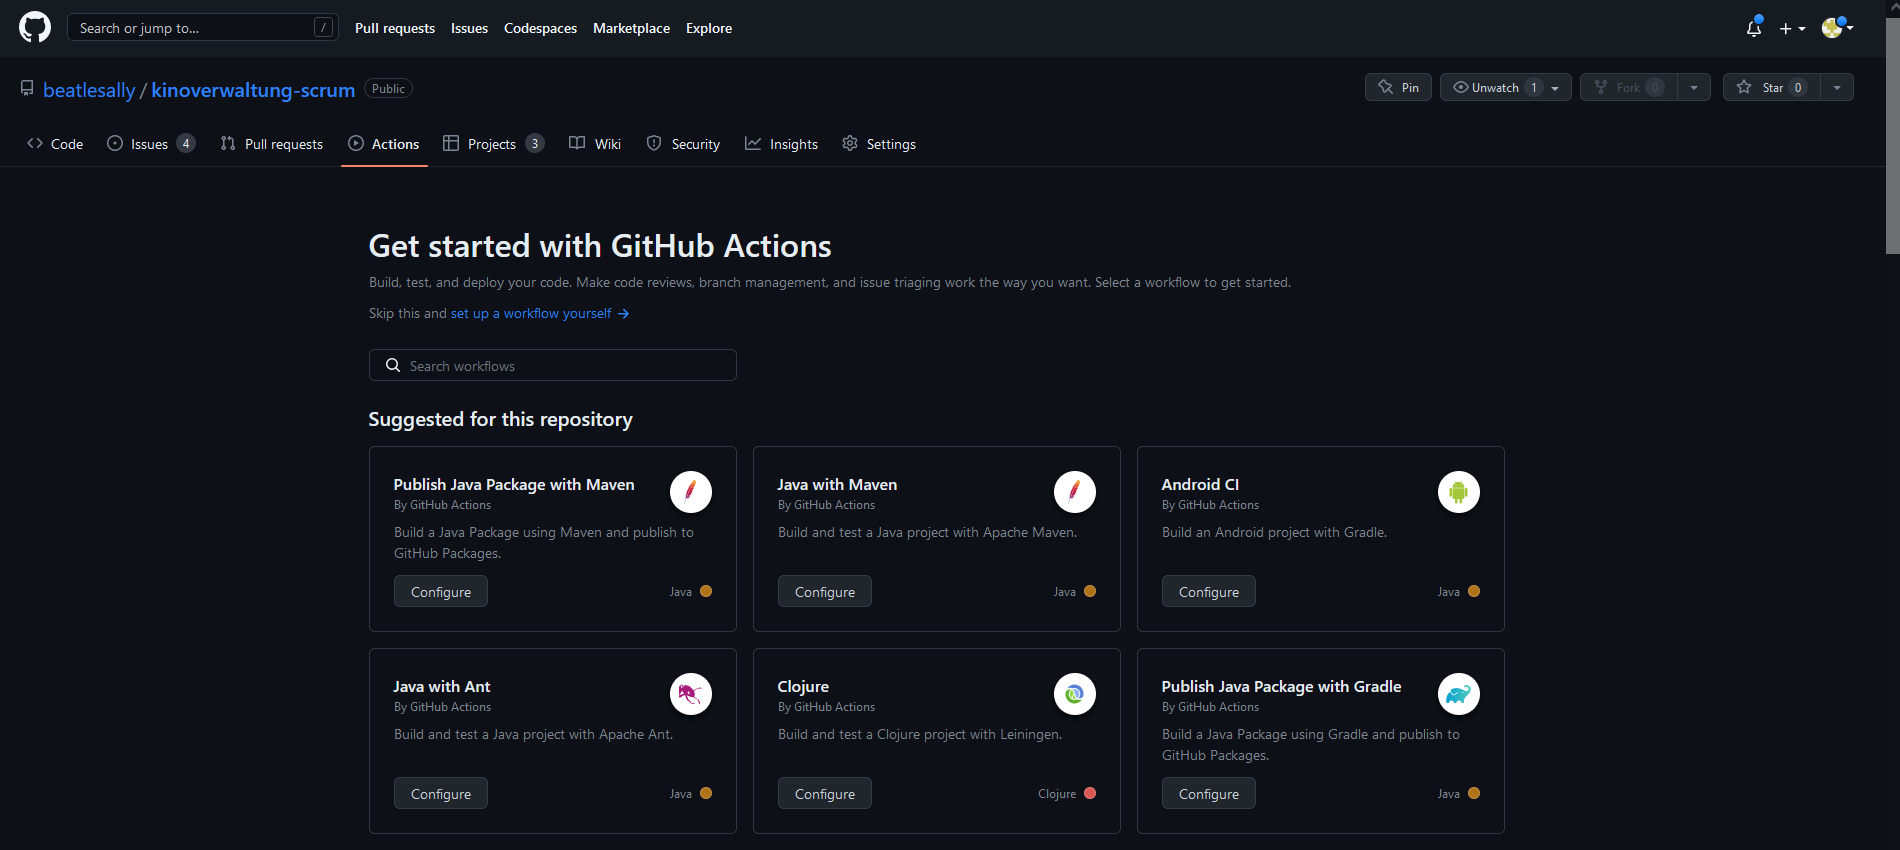 Search or jump to... /
Pull requests Issues Codespaces Marketplace Explore
beatlesally / kinoverwaltung-scrum Public
Pin Unwatch 1 Fork 0 Star 0
Code Issues 4 Pull requests Actions Projects 3 Wiki Security Insights Settings
Get started with GitHub Actions
Build, test, and deploy your code. Make code reviews, branch management, and issue triaging work the way you want. Select a workflow to get started.
Skip this and set up a workflow yourself →
Search workflows
Suggested for this repository
Publish Java Package with Maven
By GitHub Actions
Build a Java Package using Maven and publish to
GitHub Packages.
Configure Java
Java with Maven
By GitHub Actions
Build and test a Java project with Apache Maven.
Configure Java
Android CI
By GitHub Actions
Build an Android project with Gradle.
Configure Java
Java with Ant
By GitHub Actions
Build and test a Java project with Apache Ant.
Configure Java
Clojure
By GitHub Actions
Build and test a Clojure project with Leiningen.
Configure Clojure
Publish Java Package with Gradle
By GitHub Actions
Build a Java Package using Gradle and publish to
GitHub Packages.
Configure Java